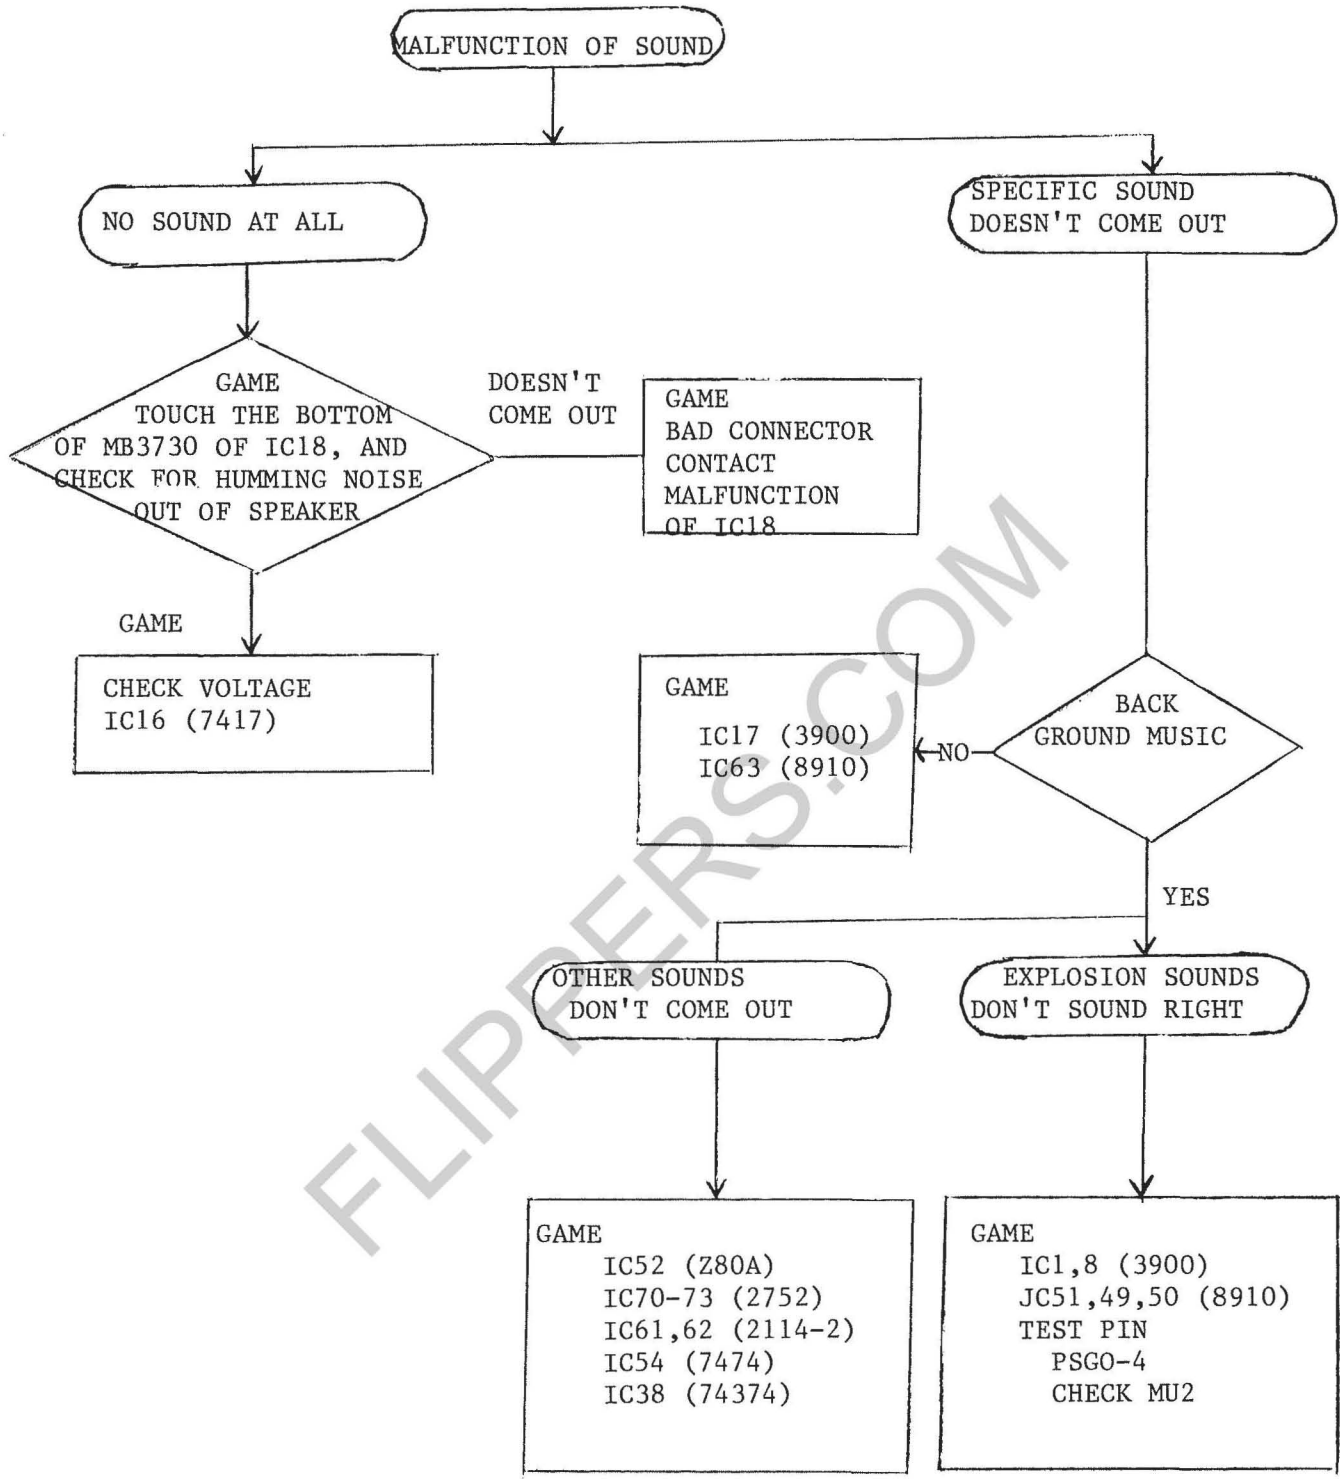 MALFUNCTION OF SOUND
NO SOUND AT ALL
SPECIFIC SOUND
DOESN'T COME OUT
GAME
TOUCH THE BOTTOM
OF MB3730 OF IC18, AND
CHECK FOR HUMMING NOISE
OUT OF SPEAKER
DOESN'T
COME OUT
GAME
BAD CONNECTOR
CONTACT
MALFUNCTION
OF IC18
GAME
CHECK VOLTAGE
IC16 (7417)
GAME
IC17 (3900)
IC63 (8910)
NO
BACK
GROUND MUSIC
YES
OTHER SOUNDS
DON'T COME OUT
EXPLOSION SOUNDS
DON'T SOUND RIGHT
GAME
IC52 (Z80A)
IC70-73 (2752)
IC61,62 (2114-2)
IC54 (7474)
IC38 (74374)
GAME
IC1,8 (3900)
JC51,49,50 (8910)
TEST PIN
PSGO-4
CHECK MU2
FLIPPERS.COM